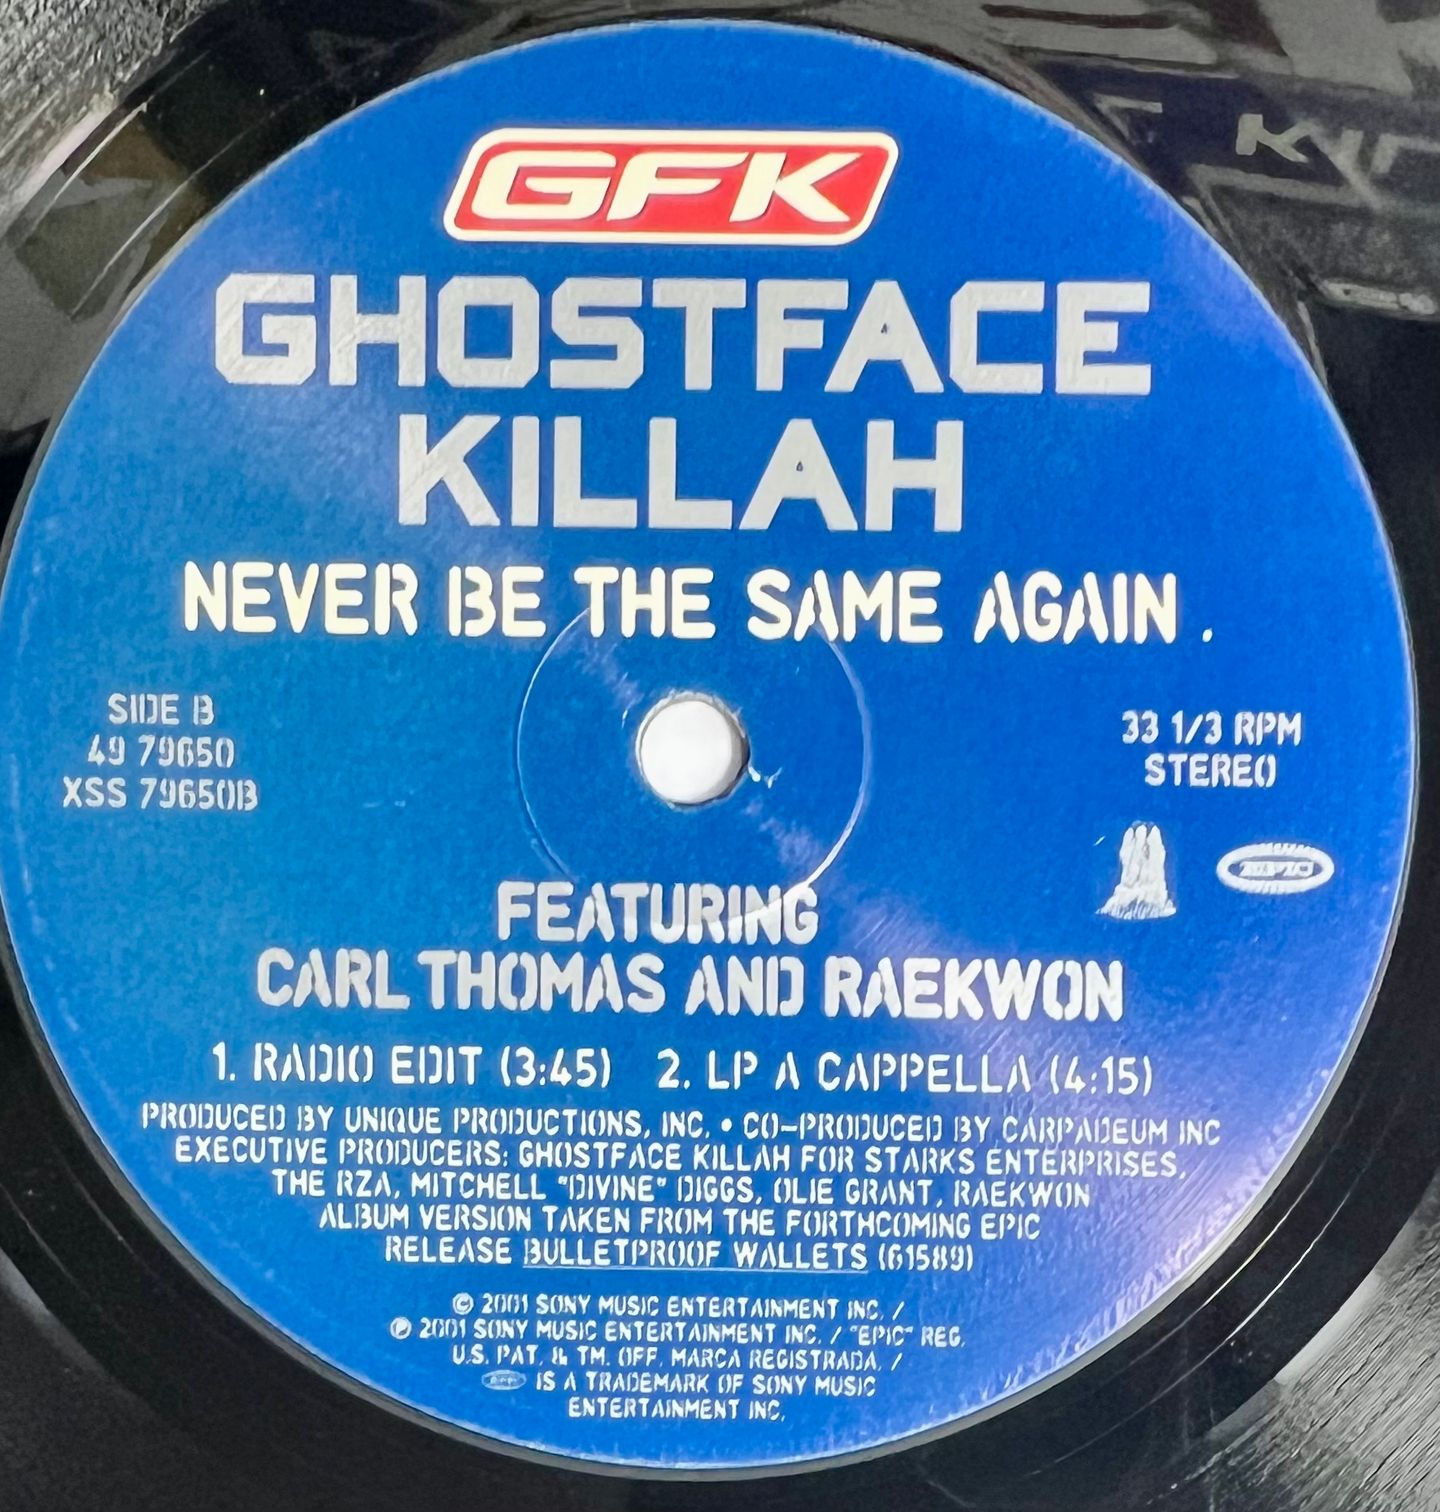 GFK
GHOSTFACE
KILLAH
NEVER BE THE SAME AGAIN .
SIDE B
49 79650
XSS 79650B
33 1/3 RPM
STEREO
FEATURING
CARL THOMAS AND RAEKWON
1. RADIO EDIT (3:45) 2. LP A CAPPELLA (4:15)
PRODUCED BY UNIQUE PRODUCTIONS, INC. • CO-PRODUCED BY CARPADEUM INC
EXECUTIVE PRODUCERS: GHOSTFACE KILLAH FOR STARKS ENTERPRISES,
THE RZA, MITCHELL "DIVINE" DIGGS, OLIE GRANT, RAEKWON
ALBUM VERSION TAKEN FROM THE FORTHCOMING EPIC
RELEASE BULLETPROOF WALLETS (61589)
© 2001 SONY MUSIC ENTERTAINMENT INC. /
℗ 2001 SONY MUSIC ENTERTAINMENT INC. / "EPIC" REG.
U.S. PAT. & TM. OFF. MARCA REGISTRADA. /
IS A TRADEMARK OF SONY MUSIC
ENTERTAINMENT INC.